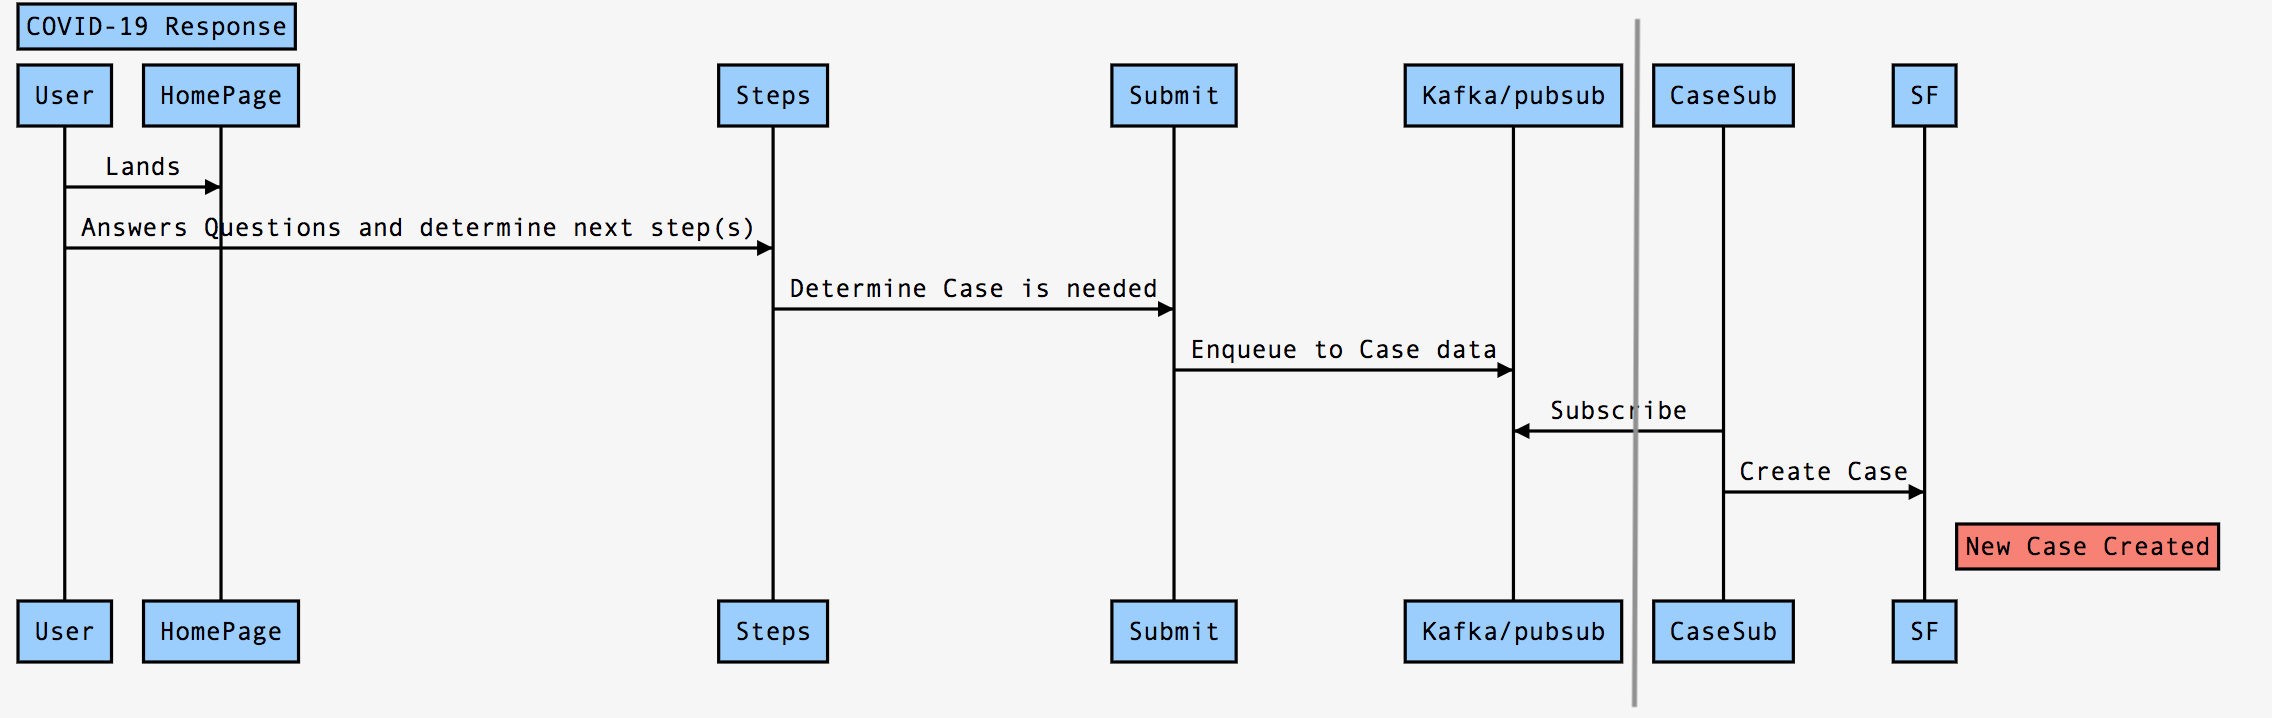 COVID-19 Response
User HomePage Steps Submit Kafka/pubsub CaseSub SF
Lands
Answers Questions and determine next step(s)
Determine Case is needed
Enqueue to Case data
Subscribe
Create Case
New Case Created
User HomePage Steps Submit Kafka/pubsub CaseSub SF